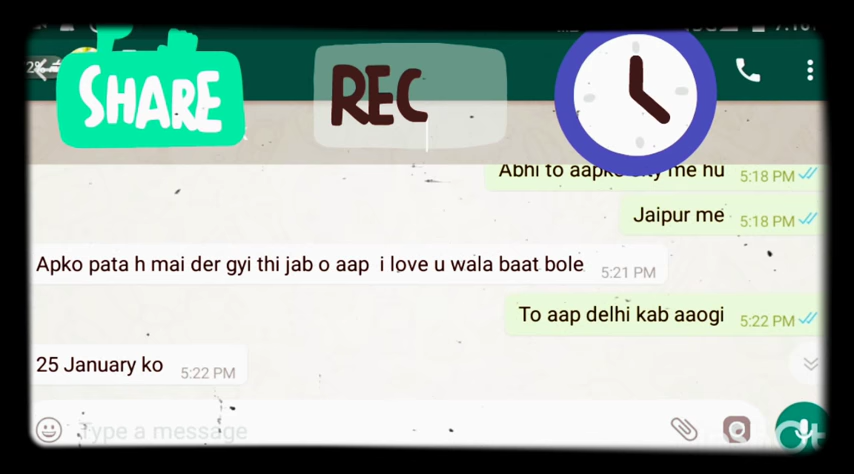 SHARE
REC
Abhi to aapke city me hu 5:18 PM
Jaipur me 5:18 PM
Apko pata h mai der gyi thi jab o aap i love u wala baat bole 5:21 PM
To aap delhi kab aaogi 5:22 PM
25 January ko 5:22 PM
Type a message